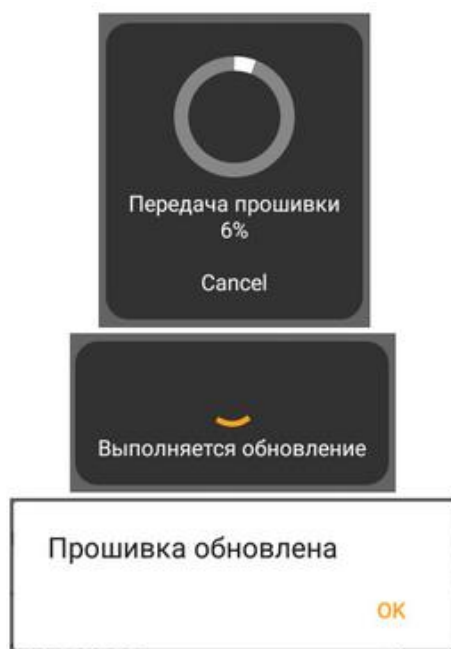 Передача прошивки
6%
Cancel
Выполняется обновление
Прошивка обновлена
OK